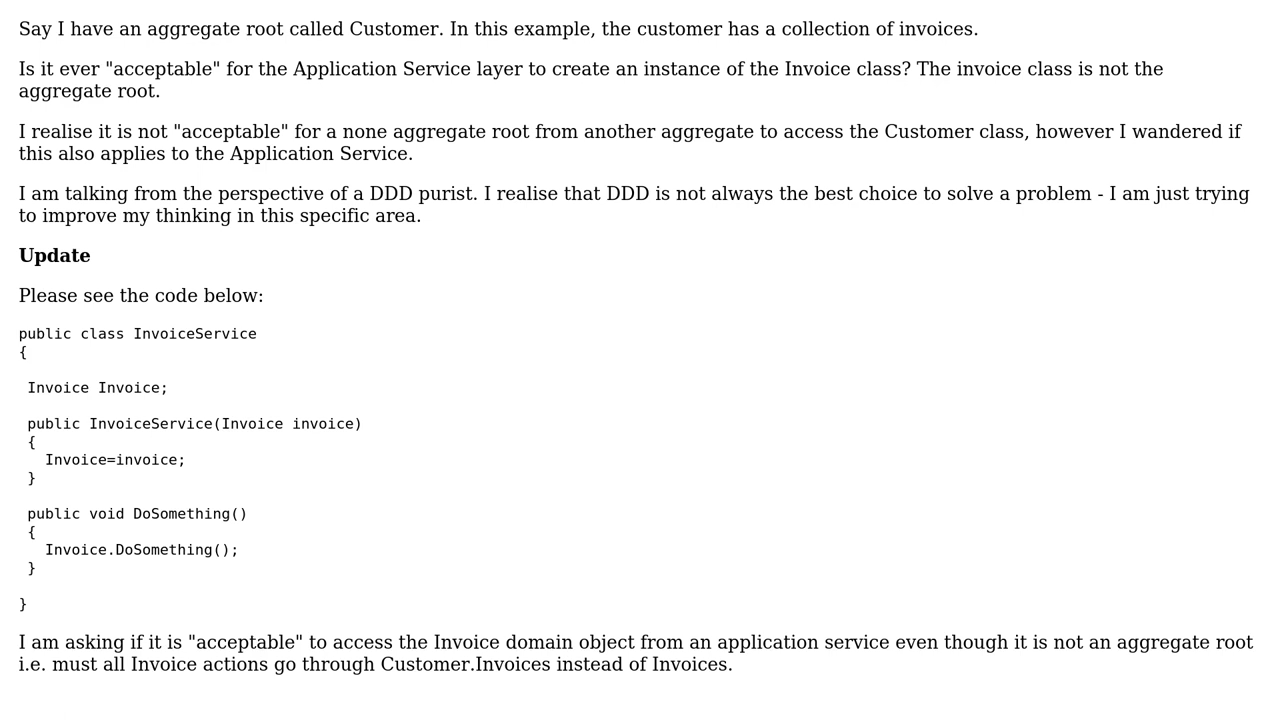 Say I have an aggregate root called Customer. In this example, the customer has a collection of invoices.
Is it ever "acceptable" for the Application Service layer to create an instance of the Invoice class? The invoice class is not the
aggregate root.
I realise it is not "acceptable" for a none aggregate root from another aggregate to access the Customer class, however I wandered if
this also applies to the Application Service.
I am talking from the perspective of a DDD purist. I realise that DDD is not always the best choice to solve a problem - I am just trying
to improve my thinking in this specific area.
Update
Please see the code below:
public class InvoiceService
{
Invoice Invoice;
public InvoiceService(Invoice invoice)
{
Invoice=invoice;
}
public void DoSomething()
{
Invoice.DoSomething();
}
}
I am asking if it is "acceptable" to access the Invoice domain object from an application service even though it is not an aggregate root
i.e. must all Invoice actions go through Customer.Invoices instead of Invoices.